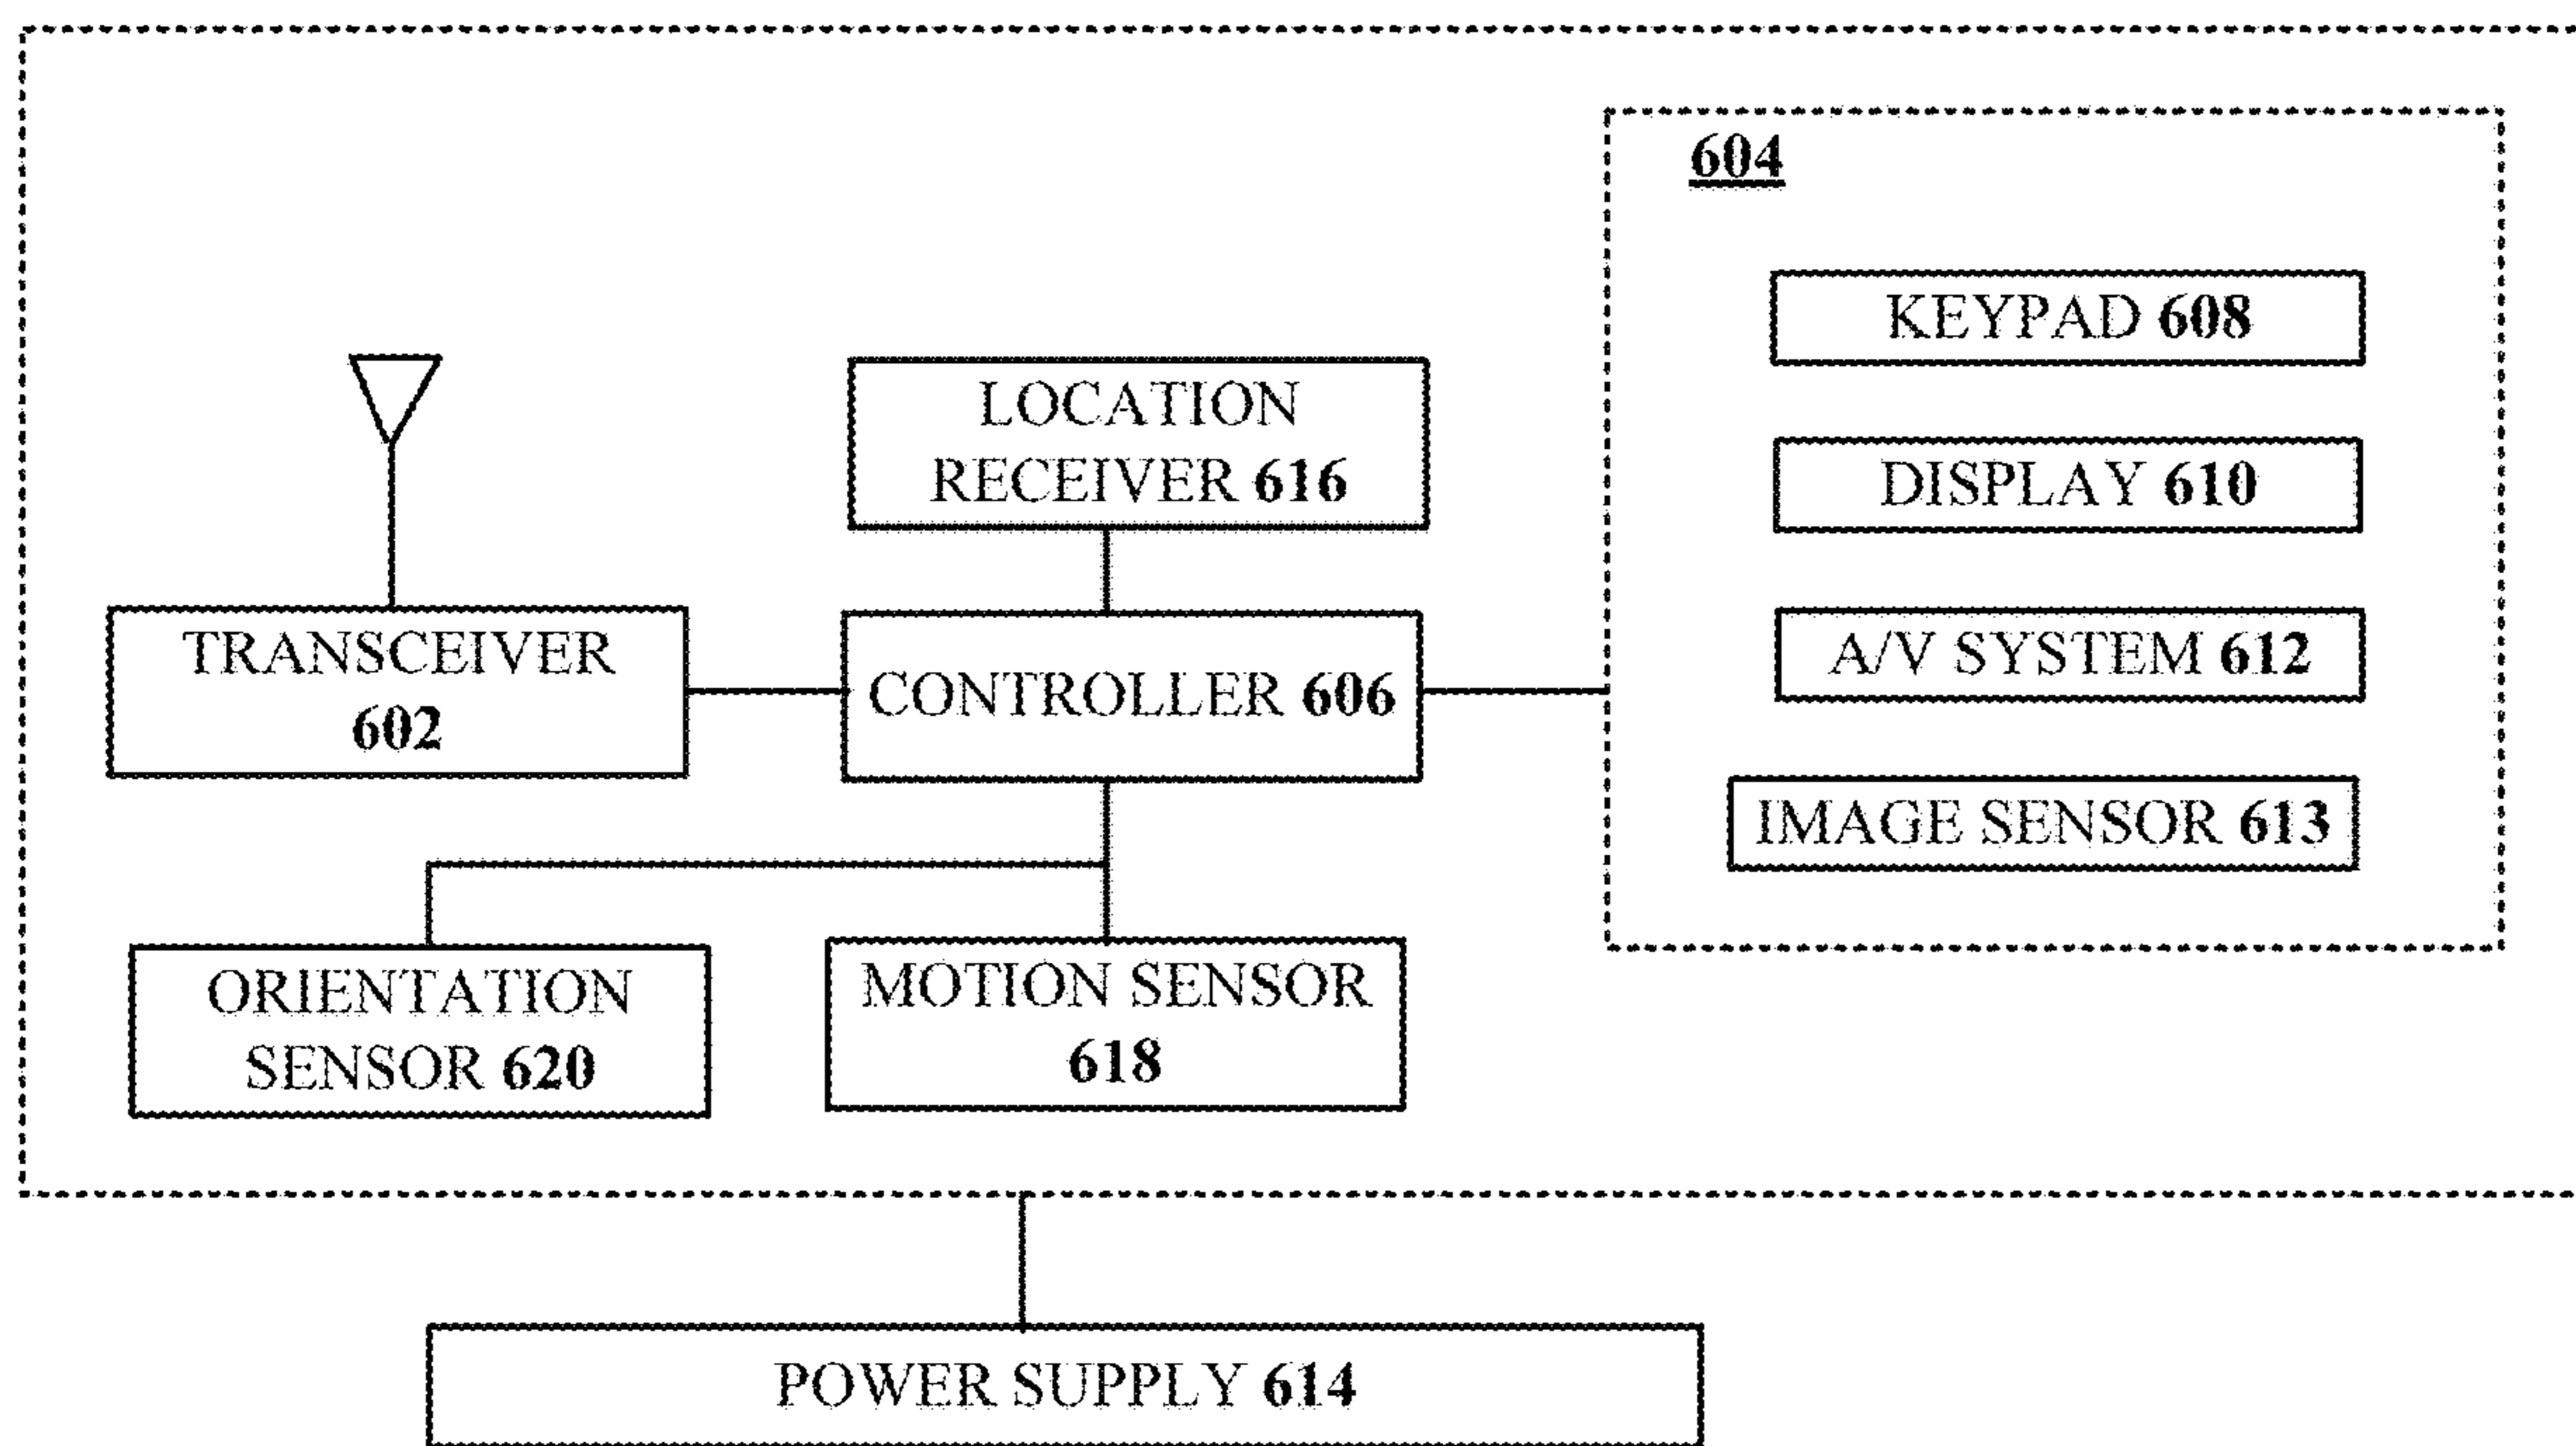 604
KEYPAD 608
LOCATION
RECEIVER 616
DISPLAY 610
TRANSCEIVER
602
CONTROLLER 606
A/V SYSTEM 612
IMAGE SENSOR 613
ORIENTATION
SENSOR 620
MOTION SENSOR
618
POWER SUPPLY 614